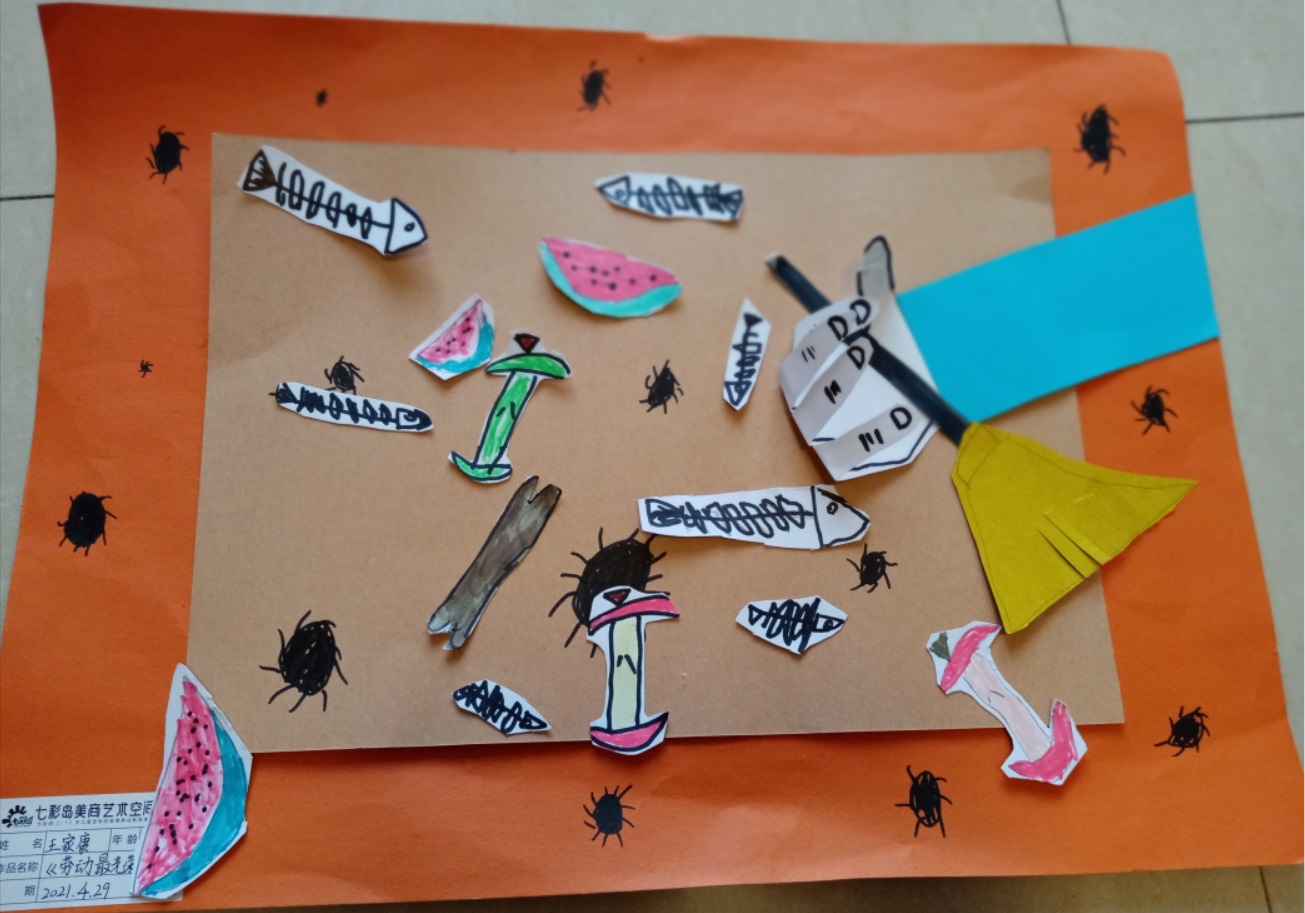 七彩岛美商艺术空间
姓 名 王家康 年龄
作品名称 《劳动最光荣
期 2021.4.29